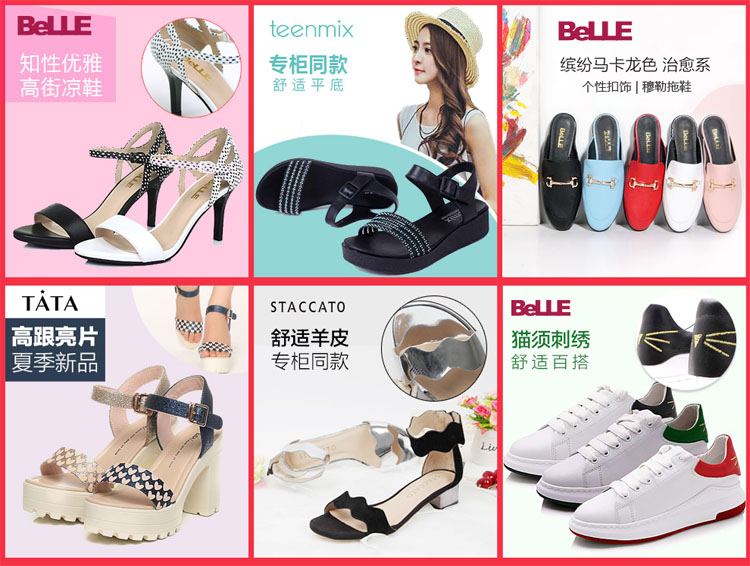 BeLLE
知性优雅
高街凉鞋
teenmix
专柜同款
舒适平底
BeLLE
缤纷马卡龙色 治愈系
个性扣饰 | 穆勒拖鞋
TATA
高跟亮片
夏季新品
STACCATO
舒适羊皮
专柜同款
BeLLE
猫须刺绣
舒适百搭